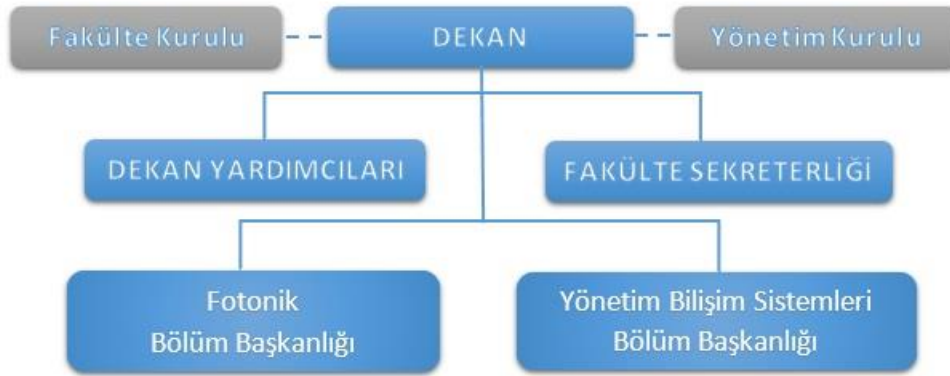 Fakülte Kurulu
DEKAN
Yönetim Kurulu
DEKAN YARDIMCILARI
FAKÜLTE SEKRETERLİĞİ
Fotonik
Bölüm Başkanlığı
Yönetim Bilişim Sistemleri
Bölüm Başkanlığı